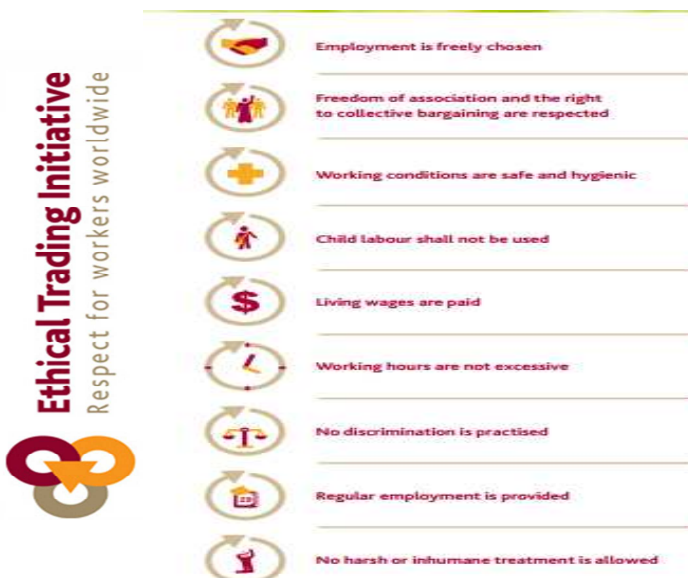 Ethical Trading Initiative
Respect for workers worldwide
Employment is freely chosen
Freedom of association and the right
to collective bargaining are respected
Working conditions are safe and hygienic
Child labour shall not be used
Living wages are paid
Working hours are not excessive
No discrimination is practised
Regular employment is provided
No harsh or inhumane treatment is allowed